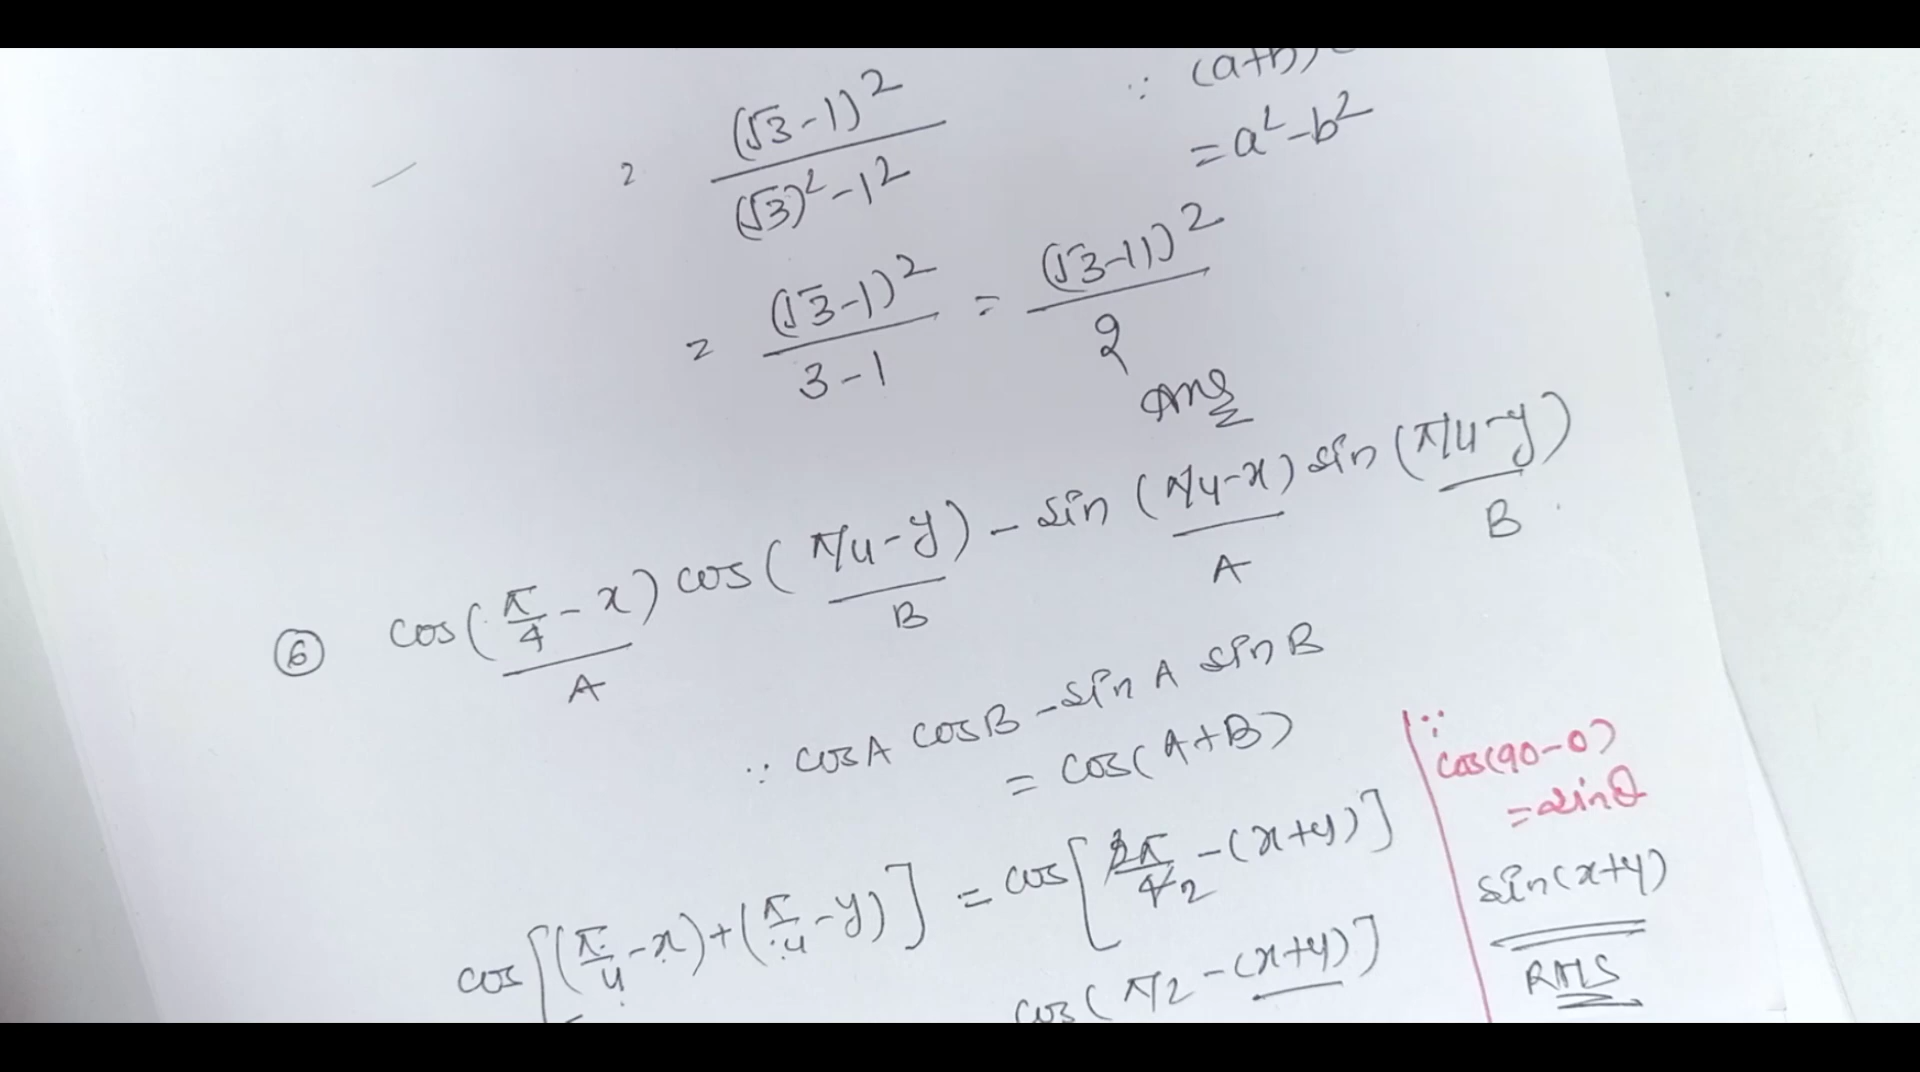 ∵ (a+b)
= (√3-1)² / (√3)²-1²
= a²-b²
= (√3-1)² / 3-1 = (√3-1))² / 2
Ans
⑥ cos(π/4 - x) cos(π/4-y) - sin(π/4-x) sin(π/4-y)
A B A B
∵ cosA cosB - sinA sinB
= cos(A+B)
∵ cos(90-θ)
= sinθ
cos[(π/4 -x)+(π/4 -y)] = cos[2π/4 2 -(x+y)]
sin(x+y)
cos(π/2 -(x+y)]
RHS